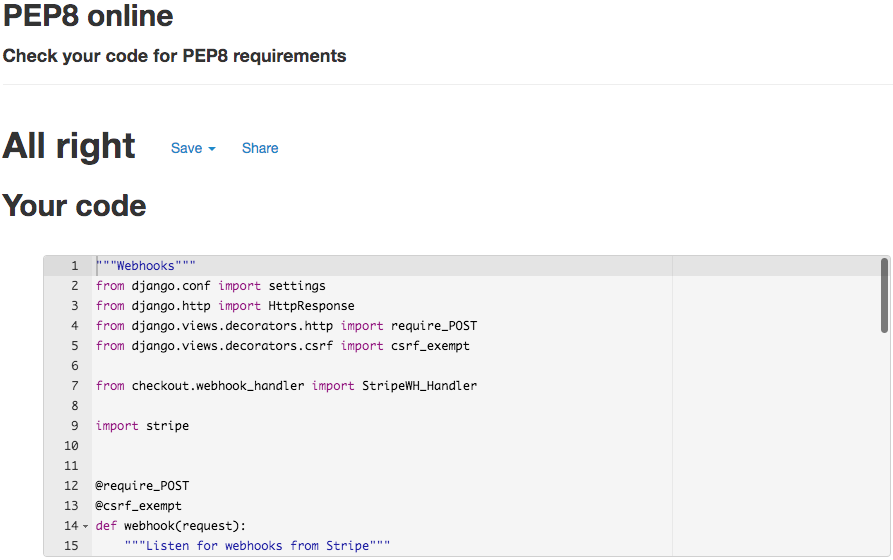 PEP8 online
Check your code for PEP8 requirements
All right Save Share
Your code
1 """Webhooks"""
2 from django.conf import settings
3 from django.http import HttpResponse
4 from django.views.decorators.http import require_POST
5 from django.views.decorators.csrf import csrf_exempt
6
7 from checkout.webhook_handler import StripeWH_Handler
8
9 import stripe
10
11
12 @require_POST
13 @csrf_exempt
14 def webhook(request):
15     """Listen for webhooks from Stripe"""